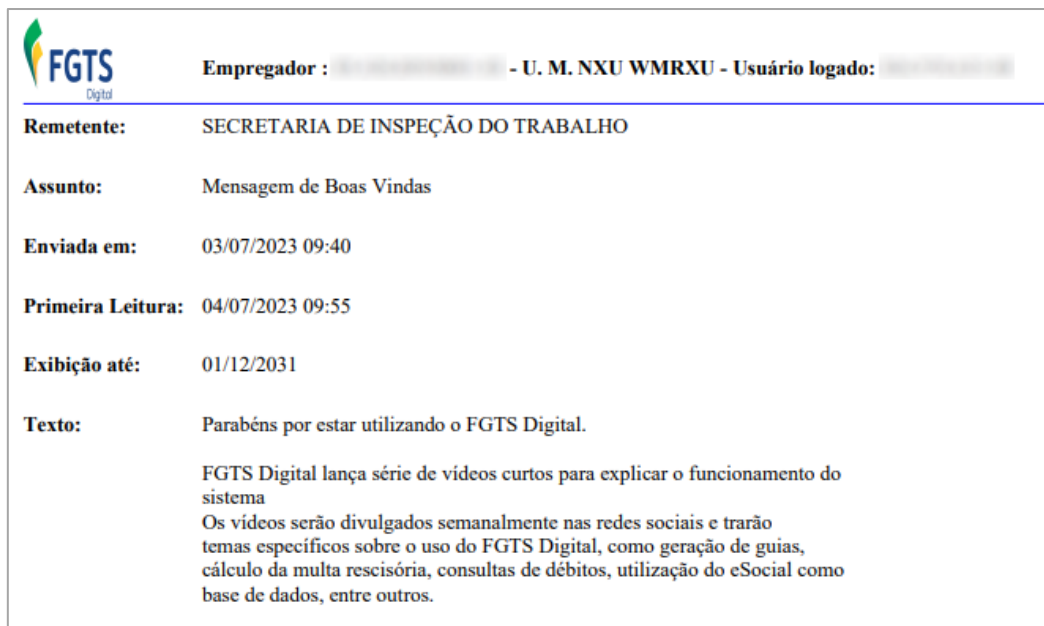 FGTS
Digital
Empregador : - U. M. NXU WMRXU - Usuário logado:
Remetente: SECRETARIA DE INSPEÇÃO DO TRABALHO
Assunto: Mensagem de Boas Vindas
Enviada em: 03/07/2023 09:40
Primeira Leitura: 04/07/2023 09:55
Exibição até: 01/12/2031
Texto: Parabéns por estar utilizando o FGTS Digital.
FGTS Digital lança série de vídeos curtos para explicar o funcionamento do
sistema
Os vídeos serão divulgados semanalmente nas redes sociais e trarão
temas específicos sobre o uso do FGTS Digital, como geração de guias,
cálculo da multa rescisória, consultas de débitos, utilização do eSocial como
base de dados, entre outros.